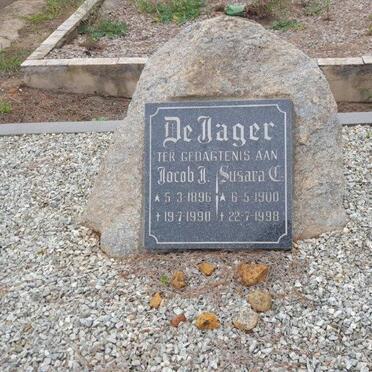 De Jager
TER GEDAGTENIS AAN
Jacob J. Susara C.
★ 5-3-1896 ★ 6-5-1900
† 19-7-1990 † 22-7-1998